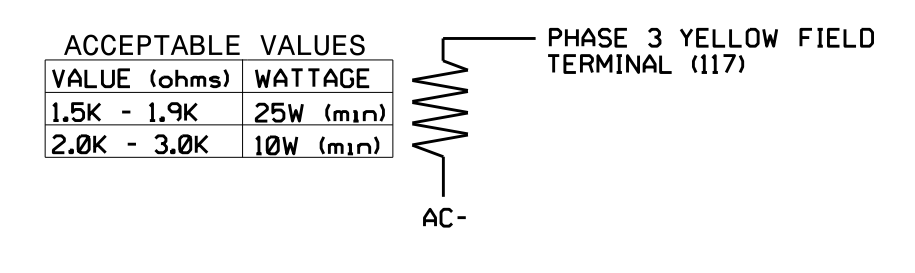 ACCEPTABLE VALUES
VALUE (ohms) WATTAGE
1.5K - 1.9K 25W (min)
2.0K - 3.0K 10W (min)
PHASE 3 YELLOW FIELD
TERMINAL (117)
AC-